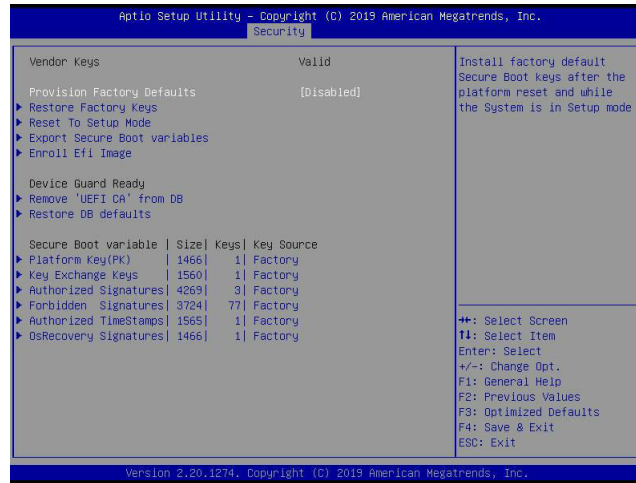 Aptio Setup Utility – Copyright (C) 2019 American Megatrends, Inc.
Security
Vendor Keys Valid
Provision Factory Defaults [Disabled]
Restore Factory Keys
Reset To Setup Mode
Export Secure Boot variables
Enroll Efi Image
Device Guard Ready
Remove 'UEFI CA' from DB
Restore DB defaults
Secure Boot variable | Size| Keys| Key Source
Platform Key(PK) | 1466| 1| Factory
Key Exchange Keys | 1560| 1| Factory
Authorized Signatures| 4269| 3| Factory
Forbidden Signatures| 3724| 77| Factory
Authorized TimeStamps| 1565| 1| Factory
OsRecovery Signatures| 1466| 1| Factory
Install factory default
Secure Boot keys after the
platform reset and while
the System is in Setup mode
→←: Select Screen
↑↓: Select Item
Enter: Select
+/-: Change Opt.
F1: General Help
F2: Previous Values
F3: Optimized Defaults
F4: Save & Exit
ESC: Exit
Version 2.20.1274. Copyright (C) 2019 American Megatrends, Inc.